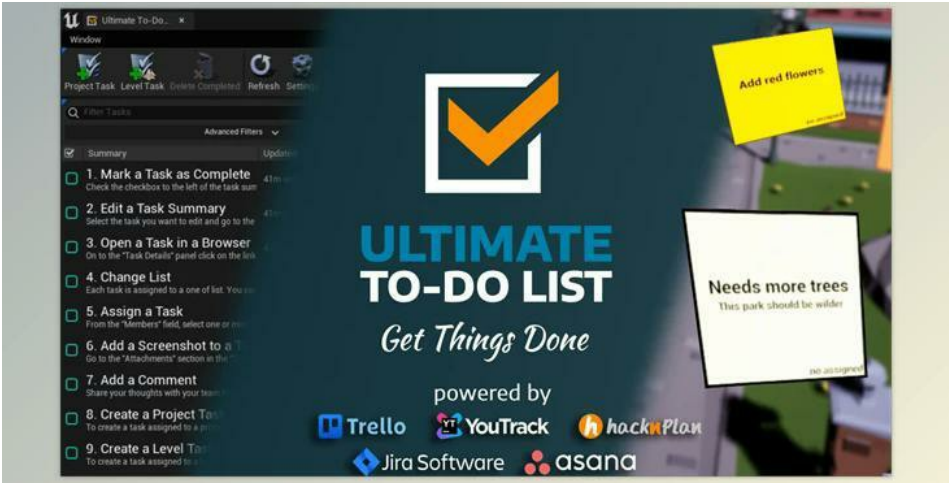 Ultimate To-Do..
Window
Project Task Level Task Delete Completed Refresh
Filter Tasks
Advanced Filters
Summary
1. Mark a Task as Complete
Check the checkbox to the left of the task sum
2. Edit a Task Summary
Select the task you want to edit and go to the
3. Open a Task in a Browser
On to the "Task Details" panel click on the link
4. Change List
Each task is assigned to a one of list. You
5. Assign a Task
From the "Members" field, select one or
6. Add a Screenshot to a
Go to the "Attachments" section in the
7. Add a Comment
Share your thoughts with your team
8. Create a Project
To create a task assigned to a
9. Create a Level
To create a task assigned to
ULTIMATE
TO-DO LIST
Get Things Done
powered by
Trello YouTrack hacknPlan
Jira Software asana
Add red flowers
no assigned
Needs more trees
This park should be wilder
no assigned